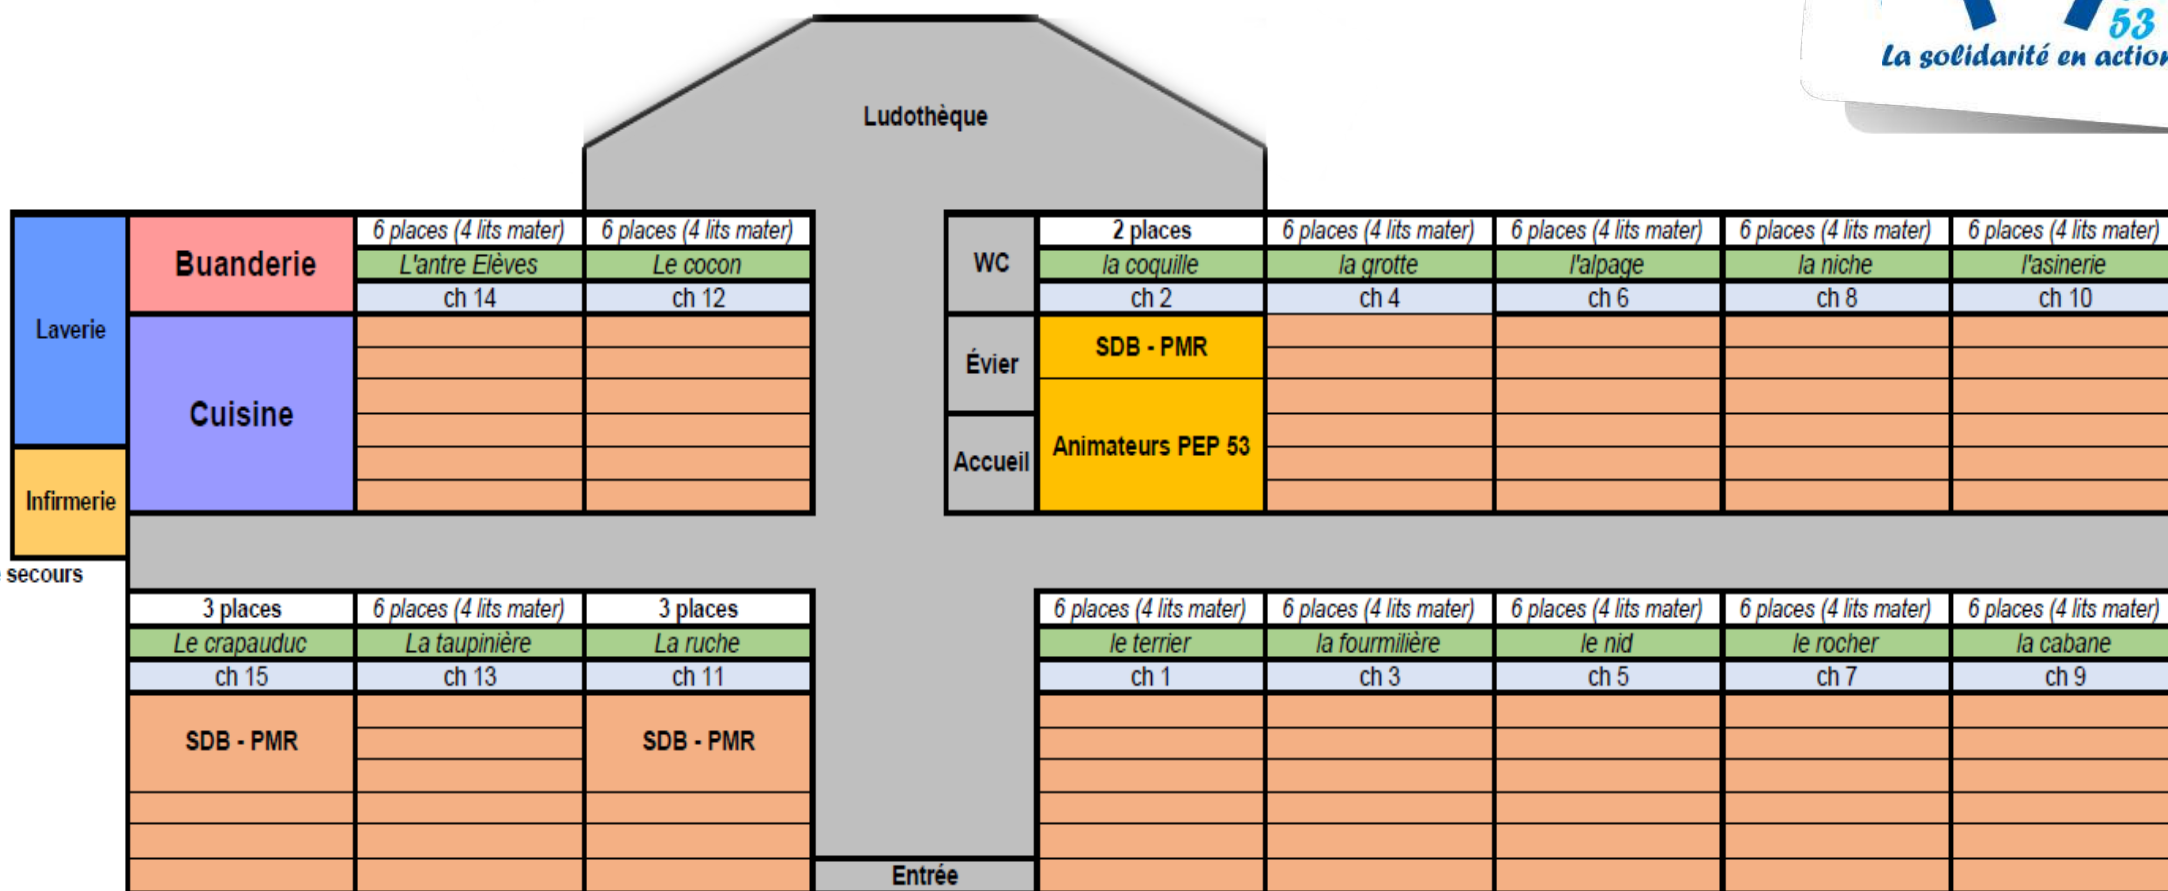 53
La solidarité en action
Ludothèque
Laverie
Infirmerie
secours
Buanderie
Cuisine
6 places (4 lits mater)
L'antre Elèves
ch 14
6 places (4 lits mater)
Le cocon
ch 12
WC
Évier
Accueil
2 places
la coquille
ch 2
SDB - PMR
Animateurs PEP 53
6 places (4 lits mater)
la grotte
ch 4
6 places (4 lits mater)
l'alpage
ch 6
6 places (4 lits mater)
la niche
ch 8
6 places (4 lits mater)
l'asinerie
ch 10
3 places
Le crapauduc
ch 15
SDB - PMR
6 places (4 lits mater)
La taupinière
ch 13
3 places
La ruche
ch 11
SDB - PMR
Entrée
6 places (4 lits mater)
le terrier
ch 1
6 places (4 lits mater)
la fourmilière
ch 3
6 places (4 lits mater)
le nid
ch 5
6 places (4 lits mater)
le rocher
ch 7
6 places (4 lits mater)
la cabane
ch 9